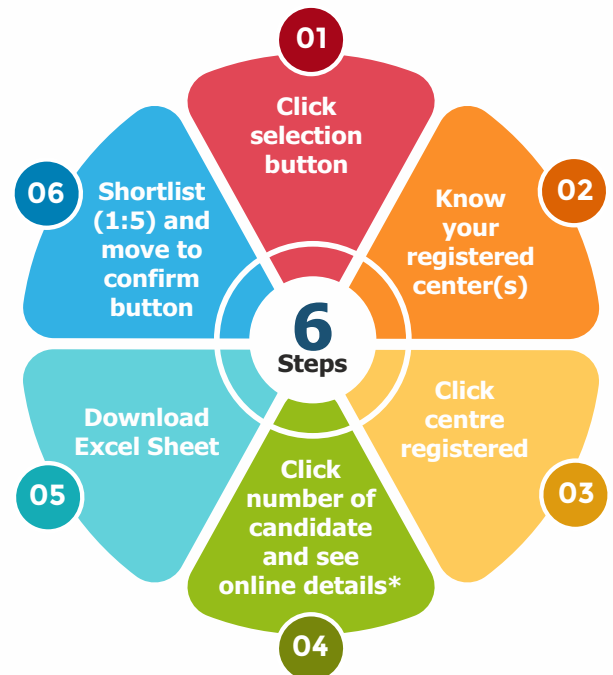 6
Steps
01
Click
selection
button
02
Know
your
registered
center(s)
03
Click
centre
registered
04
Click
number of
candidate
and see
online details*
05
Download
Excel Sheet
06
Shortlist
(1:5) and
move to
confirm
button